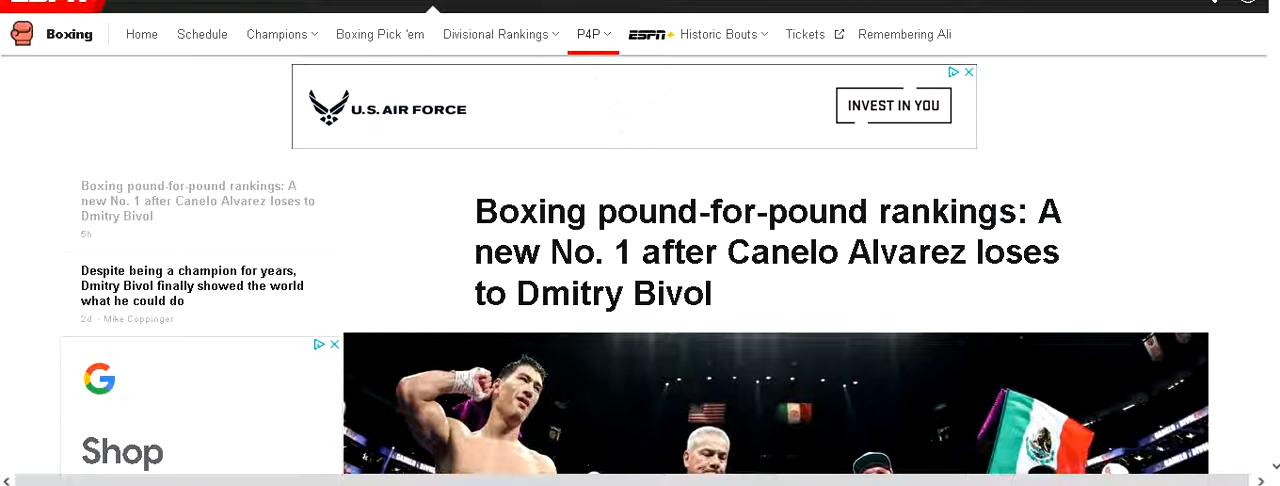 ESPN
Boxing Home Schedule Champions Boxing Pick 'em Divisional Rankings P4P ESPN+ Historic Bouts Tickets Remembering Ali
U.S. AIR FORCE
INVEST IN YOU
Boxing pound-for-pound rankings: A
new No. 1 after Canelo Alvarez loses to
Dmitry Bivol
5h
Despite being a champion for years,
Dmitry Bivol finally showed the world
what he could do
2d - Mike Coppinger
G
Shop
Boxing pound-for-pound rankings: A
new No. 1 after Canelo Alvarez loses
to Dmitry Bivol